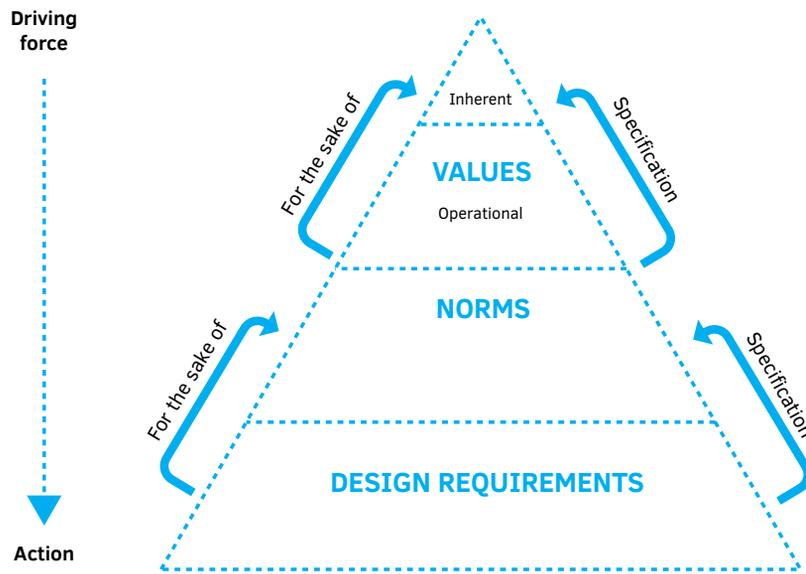 Driving
force
For the sake of
Inherent
Specification
VALUES
Operational
NORMS
For the sake of
Specification
DESIGN REQUIREMENTS
Action